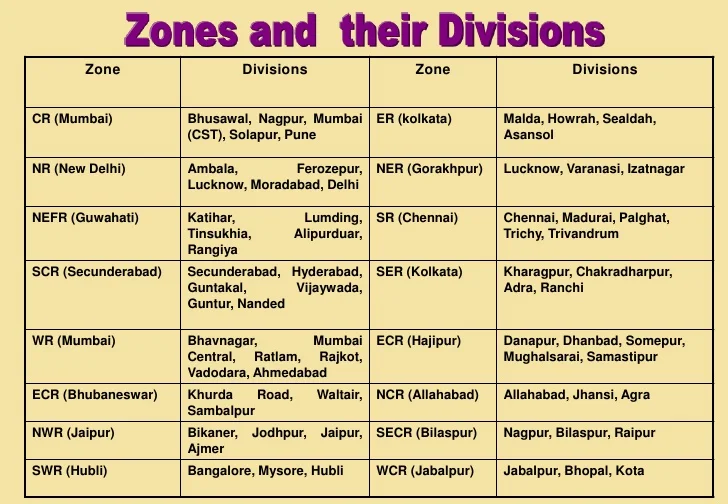 Zones and their Divisions
Zone Divisions Zone Divisions
CR (Mumbai) Bhusawal, Nagpur, Mumbai ER (kolkata) Malda, Howrah, Sealdah,
(CST), Solapur, Pune Asansol
NR (New Delhi) Ambala, Ferozepur, NER (Gorakhpur) Lucknow, Varanasi, Izatnagar
Lucknow, Moradabad, Delhi
NEFR (Guwahati) Katihar, Lumding, SR (Chennai) Chennai, Madurai, Palghat,
Tinsukhia, Alipurduar, Trichy, Trivandrum
Rangiya
SCR (Secunderabad) Secunderabad, Hyderabad, SER (Kolkata) Kharagpur, Chakradharpur,
Guntakal, Vijaywada, Adra, Ranchi
Guntur, Nanded
WR (Mumbai) Bhavnagar, Mumbai ECR (Hajipur) Danapur, Dhanbad, Somepur,
Central, Ratlam, Rajkot, Mughalsarai, Samastipur
Vadodara, Ahmedabad
ECR (Bhubaneswar) Khurda Road, Waltair, NCR (Allahabad) Allahabad, Jhansi, Agra
Sambalpur
NWR (Jaipur) Bikaner, Jodhpur, Jaipur, SECR (Bilaspur) Nagpur, Bilaspur, Raipur
Ajmer
SWR (Hubli) Bangalore, Mysore, Hubli WCR (Jabalpur) Jabalpur, Bhopal, Kota